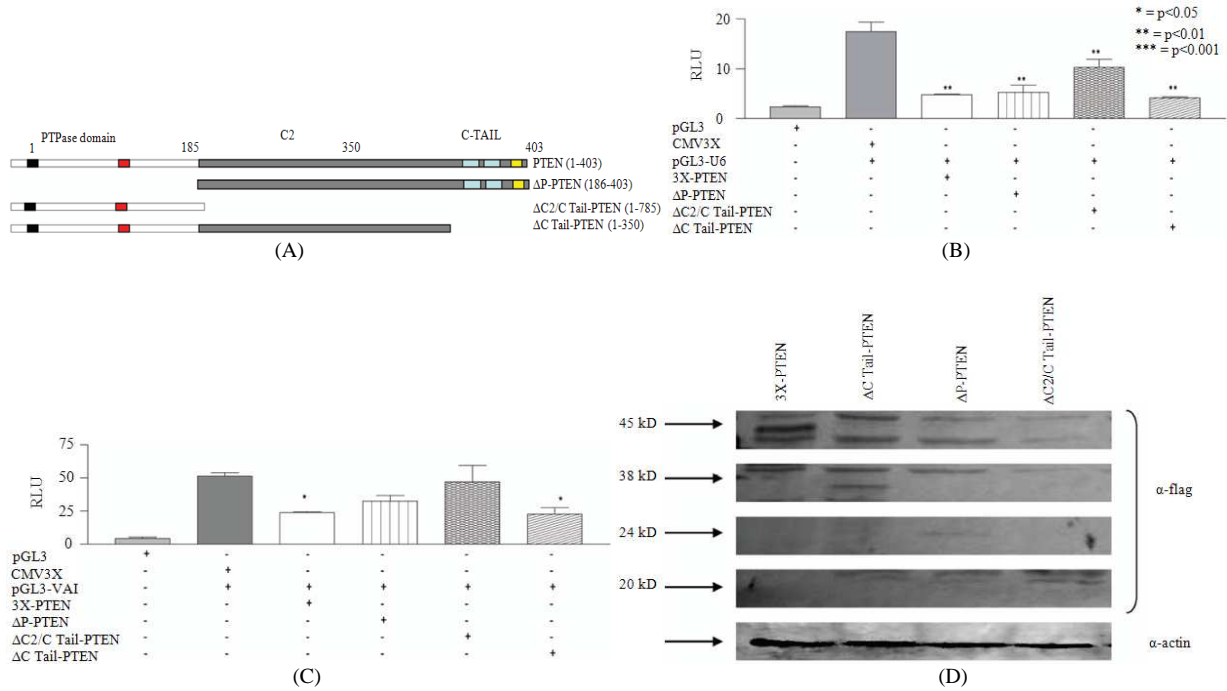 PTPase domain C2 C-TAIL
1 185 350 403
PTEN (1-403)
ΔP-PTEN (186-403)
ΔC2/C Tail-PTEN (1-785)
ΔC Tail-PTEN (1-350)
(A)
* = p<0.05
** = p<0.01
*** = p<0.001
RLU
20
10
0
** ** ** **
pGL3 + - - - - -
CMV3X - + - - - -
pGL3-U6 - + + + + +
3X-PTEN - - + - - -
ΔP-PTEN - - - + - -
ΔC2/C Tail-PTEN - - - - + -
ΔC Tail-PTEN - - - - - +
(B)
RLU
75
50
25
0
* *
pGL3 + - - - - -
CMV3X - + - - - -
pGL3-VAI - + + + + +
3X-PTEN - - + - - -
ΔP-PTEN - - - + - -
ΔC2/C Tail-PTEN - - - - + -
ΔC Tail-PTEN - - - - - +
(C)
3X-PTEN
ΔC Tail-PTEN
ΔP-PTEN
ΔC2/C Tail-PTEN
45 kD
38 kD
24 kD
20 kD
α-flag
α-actin
(D)